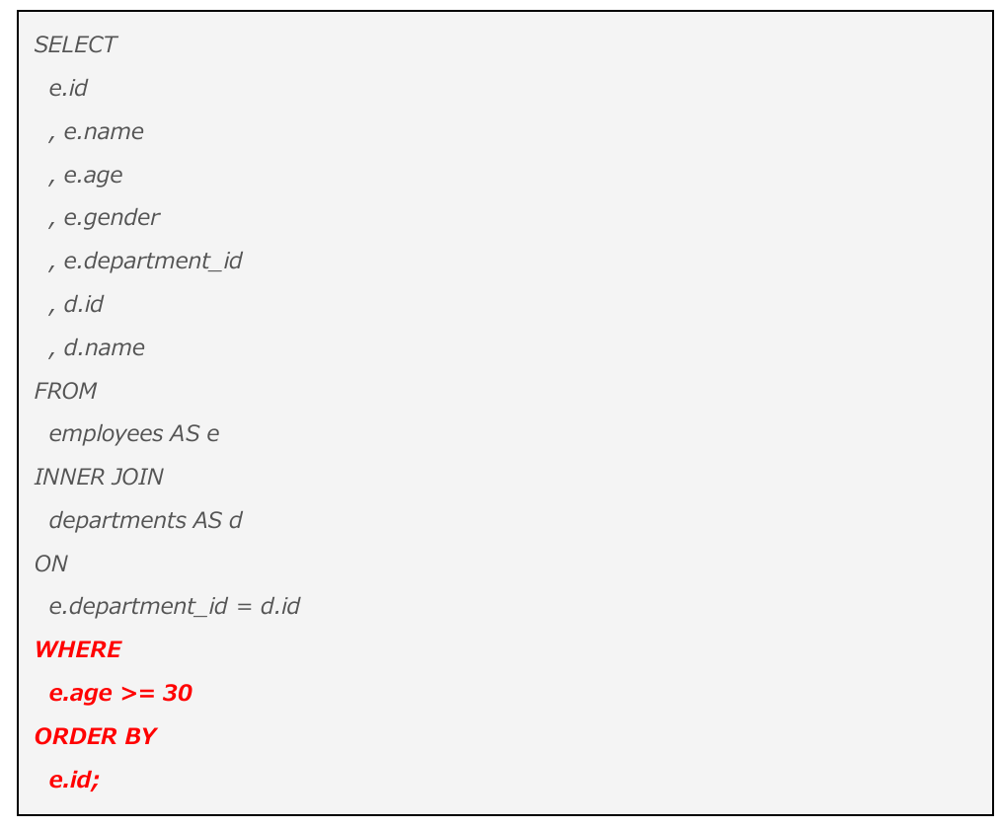 SELECT
e.id
, e.name
, e.age
, e.gender
, e.department_id
, d.id
, d.name
FROM
employees AS e
INNER JOIN
departments AS d
ON
e.department_id = d.id
WHERE
e.age >= 30
ORDER BY
e.id;